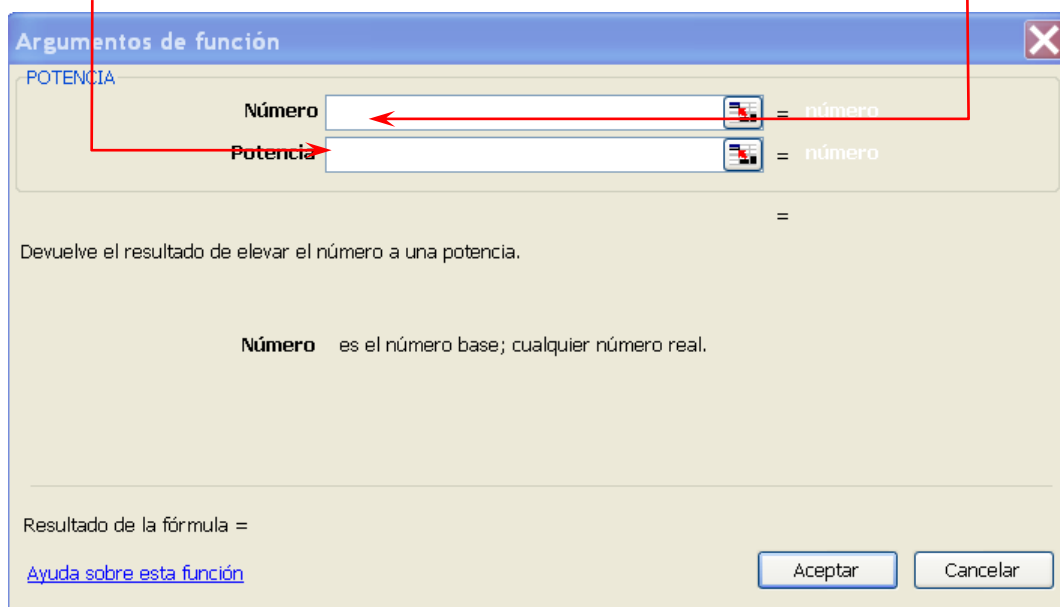 Argumentos de función
POTENCIA
Número = número
Potencia = número
=
Devuelve el resultado de elevar el número a una potencia.
Número es el número base; cualquier número real.
Resultado de la fórmula =
Ayuda sobre esta función
Aceptar
Cancelar